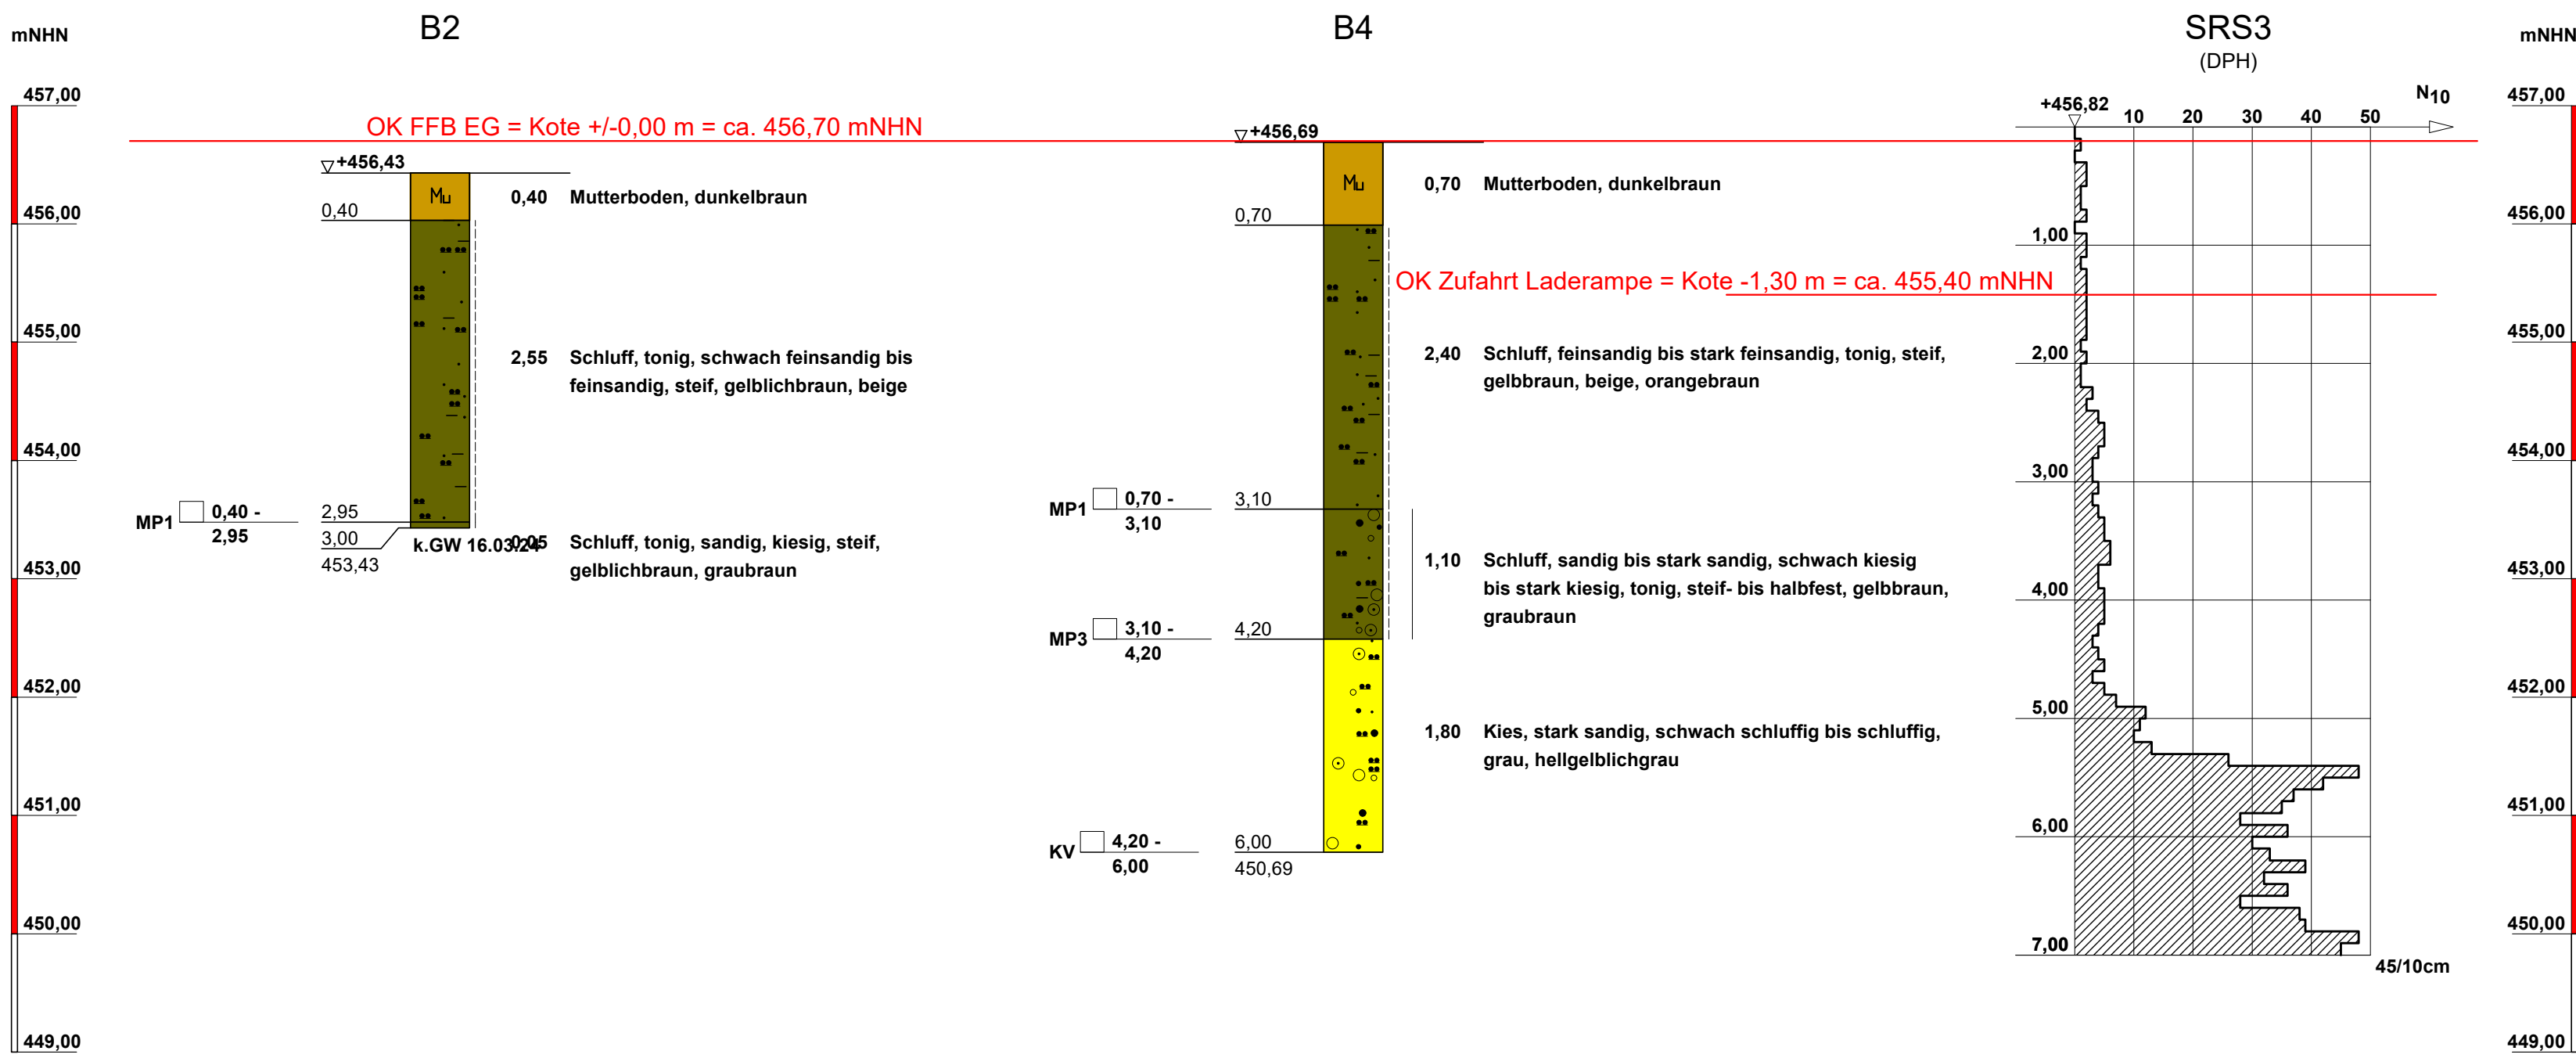 B2
B4
SRS3
(DPH)
mNHN
mNHN
457,00
456,00
455,00
454,00
453,00
452,00
451,00
450,00
449,00
OK FFB EG = Kote +/-0,00 m = ca. 456,70 mNHN
+456,43
Mu
0,40
0,40 Mutterboden, dunkelbraun
2,55 Schluff, tonig, schwach feinsandig bis
feinsandig, steif, gelblichbraun, beige
MP1
0,40 -
2,95
2,95
3,00
453,43
k.GW 16.03.24
0,05 Schluff, tonig, sandig, kiesig, steif,
gelblichbraun, graubraun
+456,69
Mu
0,70
0,70 Mutterboden, dunkelbraun
OK Zufahrt Laderampe = Kote -1,30 m = ca. 455,40 mNHN
2,40 Schluff, feinsandig bis stark feinsandig, tonig, steif,
gelbbraun, beige, orangebraun
MP1
0,70 -
3,10
3,10
1,10 Schluff, sandig bis stark sandig, schwach kiesig
bis stark kiesig, tonig, steif- bis halbfest, gelbbraun,
graubraun
MP3
3,10 -
4,20
4,20
1,80 Kies, stark sandig, schwach schluffig bis schluffig,
grau, hellgelblichgrau
KV
4,20 -
6,00
6,00
450,69
N10
+456,82
10 20 30 40 50
1,00
2,00
3,00
4,00
5,00
6,00
7,00
45/10cm
457,00
456,00
455,00
454,00
453,00
452,00
451,00
450,00
449,00